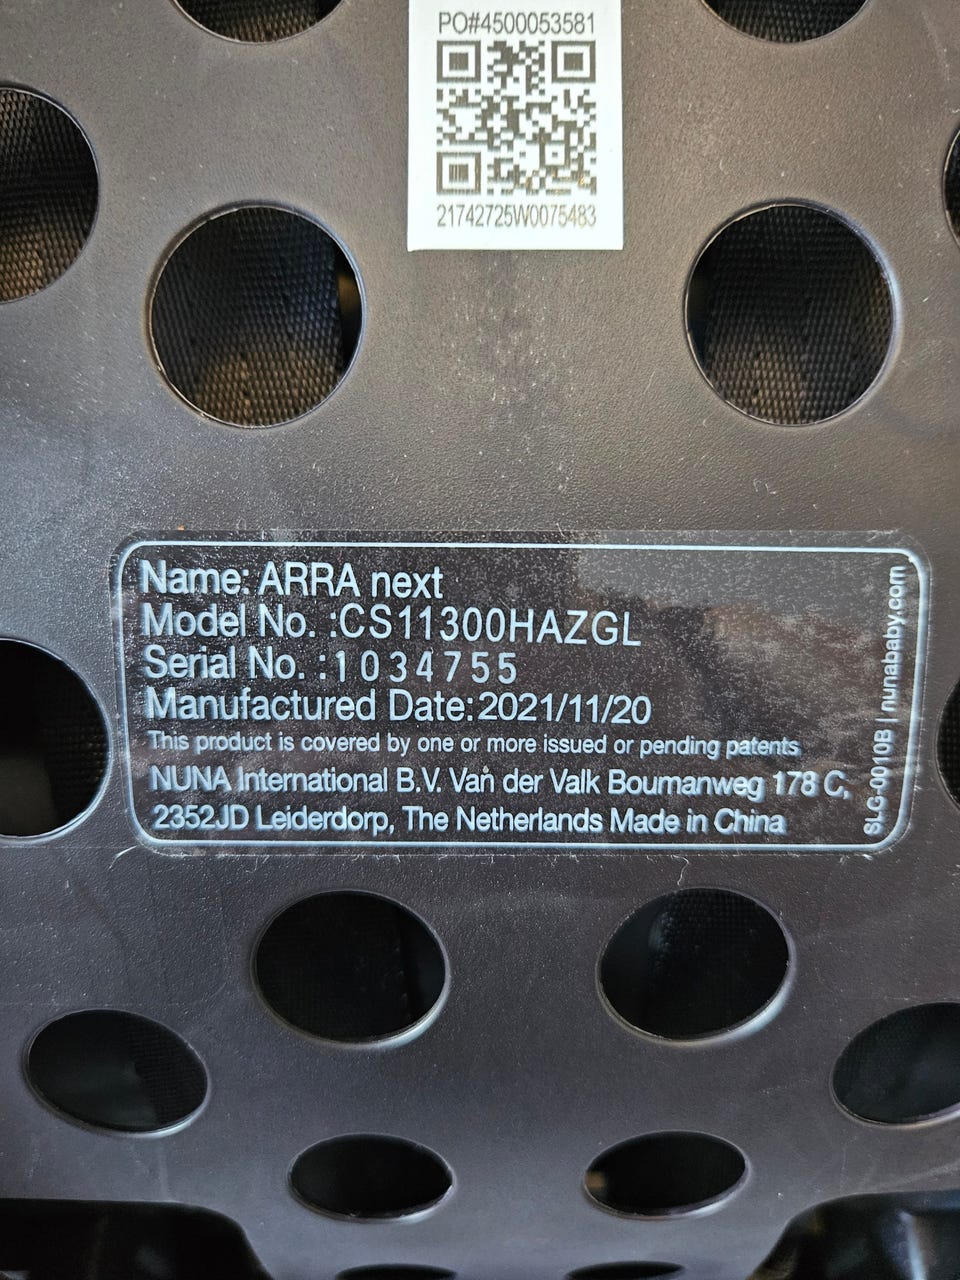 PO#4500053581
21742725W0075483
Name: ARRA next
Model No. :CS11300HAZGL
Serial No. :1034755
Manufactured Date:2021/11/20
This product is covered by one or more issued or pending patents
NUNA International B.V. Van der Valk Boumanweg 178 C,
2352JD Leiderdorp, The Netherlands Made in China
SLG-0010B | nunababy.com